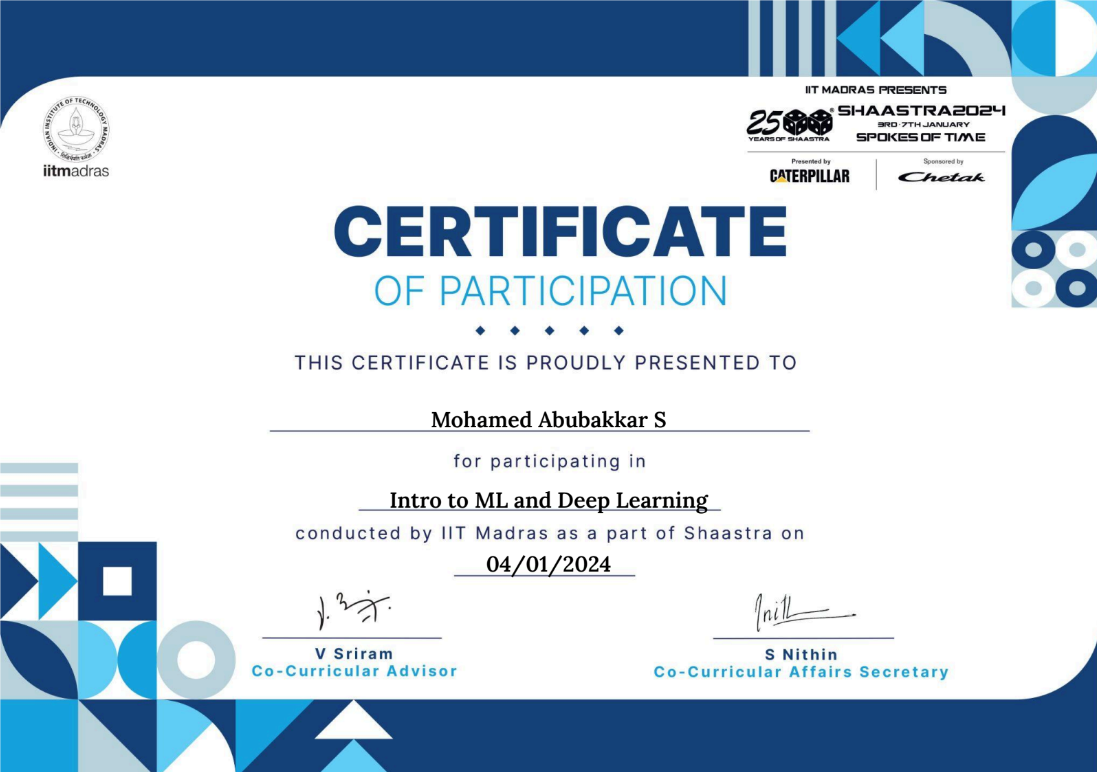 INDIAN INSTITUTE OF TECHNOLOGY MADRAS
iitmadras
IIT MADRAS PRESENTS
25
YEARS OF SHAASTRA
SHAASTRA2024
3RD-7TH JANUARY
SPOKES OF TIME
Presented by
CATERPILLAR
Sponsored by
Chetak
CERTIFICATE
OF PARTICIPATION
THIS CERTIFICATE IS PROUDLY PRESENTED TO
Mohamed Abubakkar S
for participating in
Intro to ML and Deep Learning
conducted by IIT Madras as a part of Shaastra on
04/01/2024
V Sriram
Co-Curricular Advisor
S Nithin
Co-Curricular Affairs Secretary